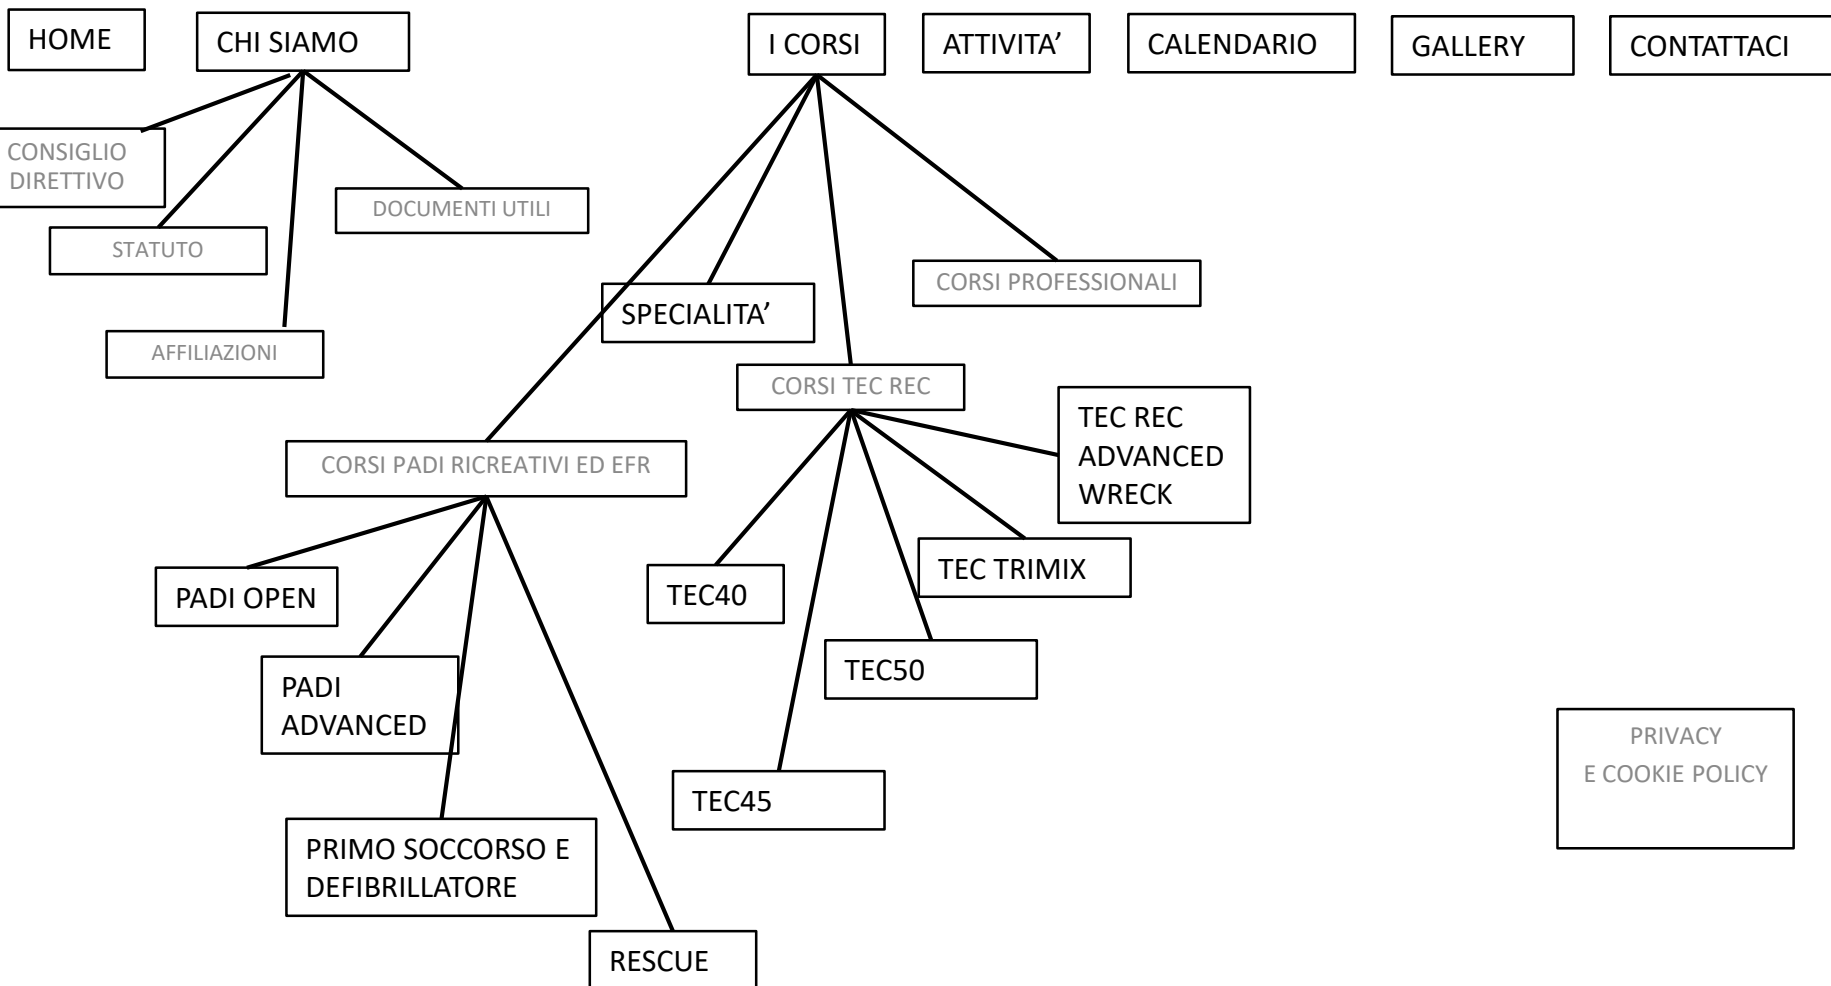 HOME
CHI SIAMO
I CORSI
ATTIVITA’
CALENDARIO
GALLERY
CONTATTACI
CONSIGLIO
DIRETTIVO
DOCUMENTI UTILI
STATUTO
CORSI PROFESSIONALI
SPECIALITA’
AFFILIAZIONI
CORSI TEC REC
TEC REC
ADVANCED
WRECK
CORSI PADI RICREATIVI ED EFR
TEC TRIMIX
TEC40
PADI OPEN
TEC50
PADI
ADVANCED
PRIVACY
E COOKIE POLICY
TEC45
PRIMO SOCCORSO E
DEFIBRILLATORE
RESCUE